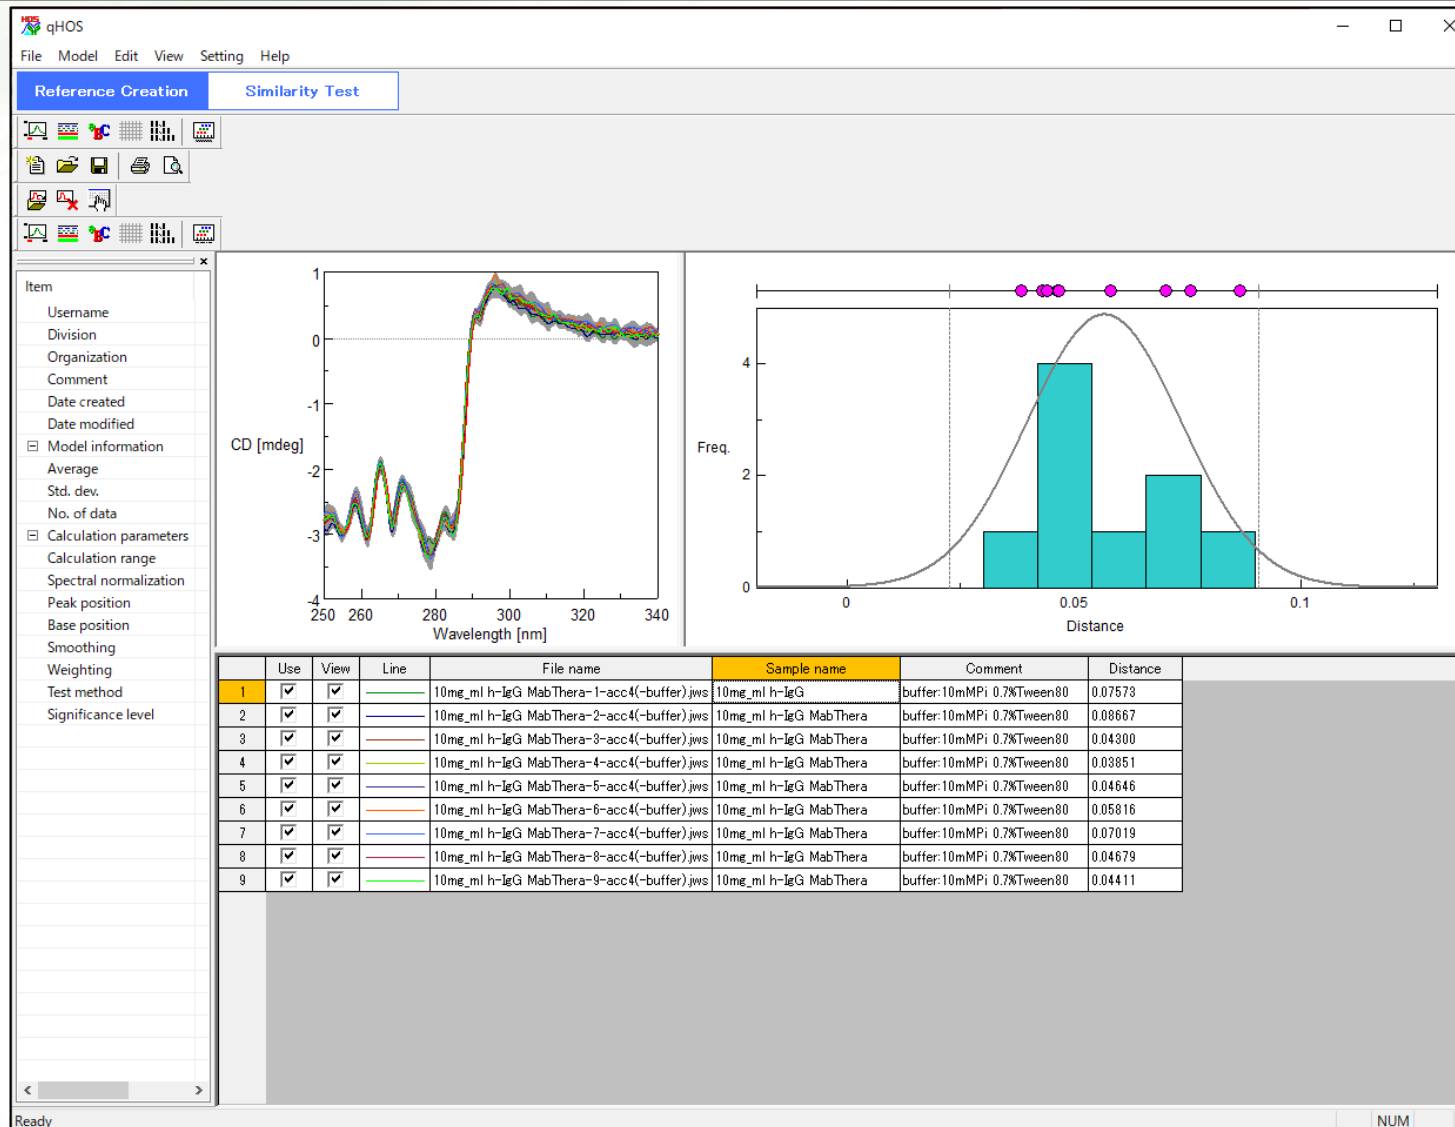 HOS qHOS
File Model Edit View Setting Help
Reference Creation Similarity Test
Item
Username
Division
Organization
Comment
Date created
Date modified
Model information
Average
Std. dev.
No. of data
Calculation parameters
Calculation range
Spectral normalization
Peak position
Base position
Smoothing
Weighting
Test method
Significance level
1
0
-1
CD [mdeg]
-2
-3
-4
250 260 280 300 320 340
Wavelength [nm]
4
Freq.
2
0
0 0.05 0.1
Distance
Use View Line File name Sample name Comment Distance
1 10mg_ml h-IgG MabThera-1-acc4(-buffer).jws 10mg_ml h-IgG buffer:10mMPi 0.7%Tween80 0.07573
2 10mg_ml h-IgG MabThera-2-acc4(-buffer).jws 10mg_ml h-IgG MabThera buffer:10mMPi 0.7%Tween80 0.08667
3 10mg_ml h-IgG MabThera-3-acc4(-buffer).jws 10mg_ml h-IgG MabThera buffer:10mMPi 0.7%Tween80 0.04300
4 10mg_ml h-IgG MabThera-4-acc4(-buffer).jws 10mg_ml h-IgG MabThera buffer:10mMPi 0.7%Tween80 0.03851
5 10mg_ml h-IgG MabThera-5-acc4(-buffer).jws 10mg_ml h-IgG MabThera buffer:10mMPi 0.7%Tween80 0.04646
6 10mg_ml h-IgG MabThera-6-acc4(-buffer).jws 10mg_ml h-IgG MabThera buffer:10mMPi 0.7%Tween80 0.05816
7 10mg_ml h-IgG MabThera-7-acc4(-buffer).jws 10mg_ml h-IgG MabThera buffer:10mMPi 0.7%Tween80 0.07019
8 10mg_ml h-IgG MabThera-8-acc4(-buffer).jws 10mg_ml h-IgG MabThera buffer:10mMPi 0.7%Tween80 0.04679
9 10mg_ml h-IgG MabThera-9-acc4(-buffer).jws 10mg_ml h-IgG MabThera buffer:10mMPi 0.7%Tween80 0.04411
Ready NUM